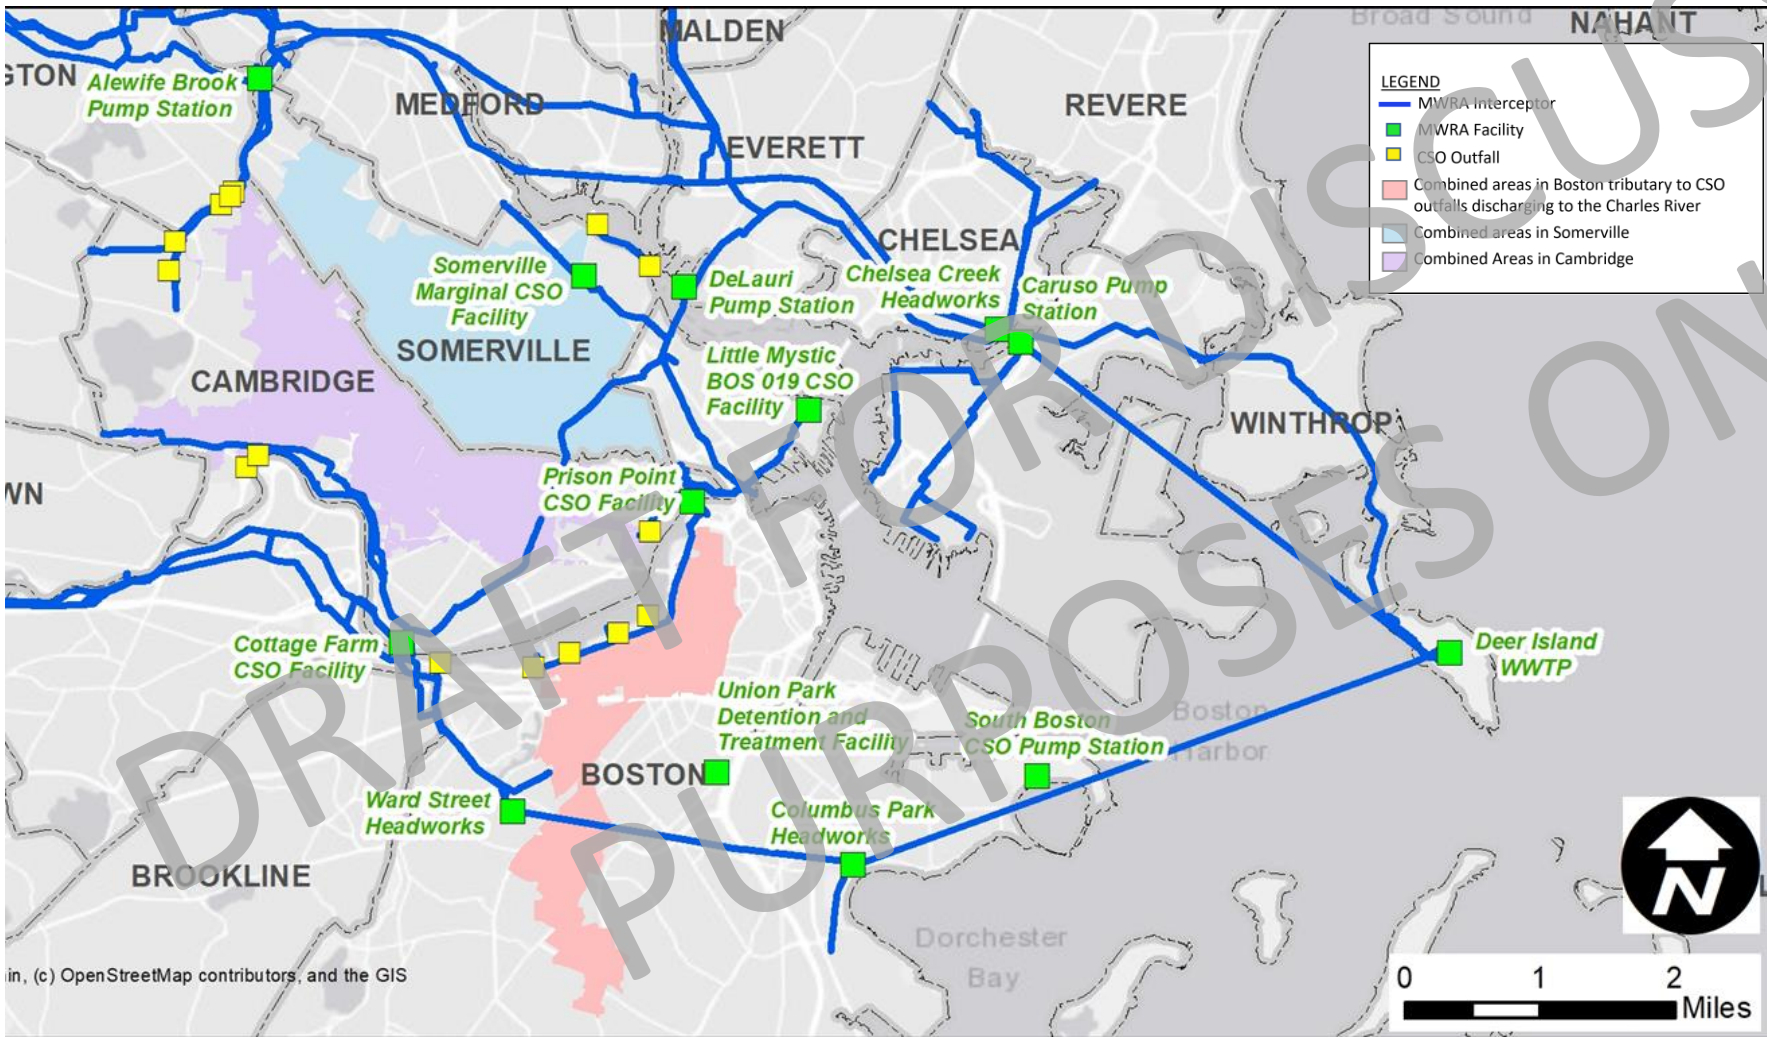 Broad Sound
NAHANT
MALDEN
GTON
Alewife Brook
Pump Station
MEDFORD
REVERE
EVERETT
LEGEND
MWRA Interceptor
MWRA Facility
CSO Outfall
Combined areas in Boston tributary to CSO
outfalls discharging to the Charles River
Combined areas in Somerville
Combined Areas in Cambridge
CHELSEA
Somerville
Marginal CSO
Facility
DeLauri
Pump Station
Chelsea Creek
Headworks
Caruso Pump
Station
SOMERVILLE
CAMBRIDGE
Little Mystic
BOS 019 CSO
Facility
WINTHROP
WN
Prison Point
CSO Facility
Cottage Farm
CSO Facility
Deer Island
WWTP
Union Park
Detention and
Treatment Facility
South Boston
CSO Pump Station
Boston
Harbor
BOSTON
Ward Street
Headworks
Columbus Park
Headworks
BROOKLINE
Dorchester
Bay
in, (c) OpenStreetMap contributors, and the GIS
N
0 1 2
Miles
DRAFT FOR DISCUS
PURPOSES ON